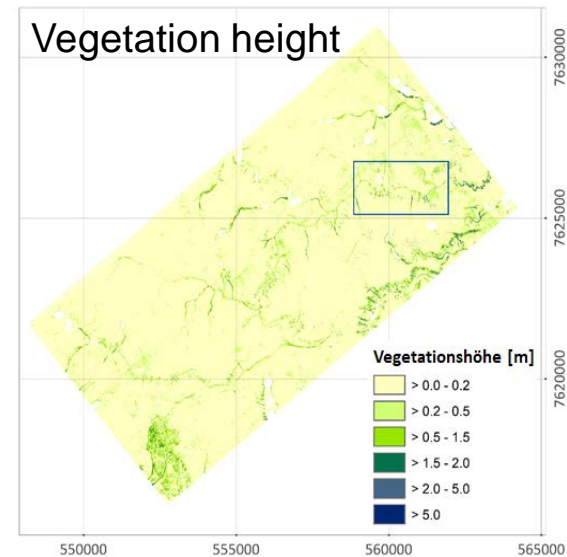 Vegetation height
7630000
7625000
7620000
Vegetationshöhe [m]
> 0.0 - 0.2
> 0.2 - 0.5
> 0.5 - 1.5
> 1.5 - 2.0
> 2.0 - 5.0
> 5.0
550000
555000
560000
565000